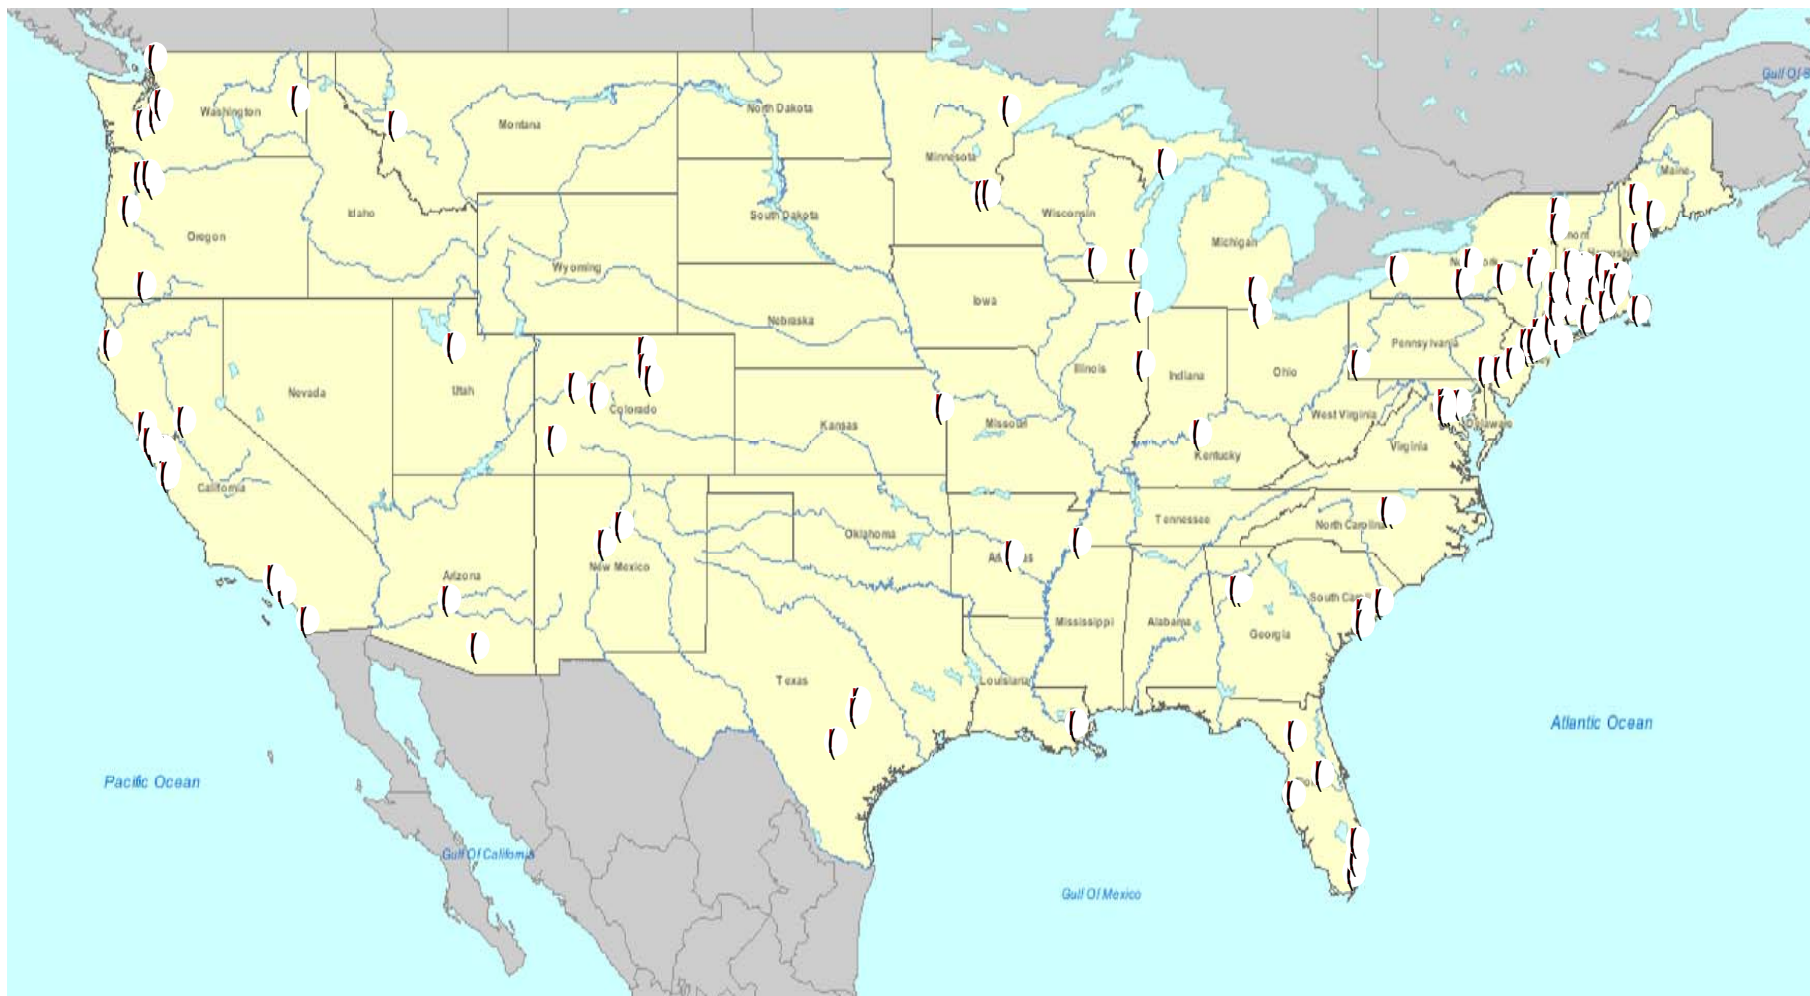 Gulf Of S
Washington
Montana
North Dakota
Minnesota
Maine
Idaho
South Dakota
Wisconsin
Oregon
Michigan
Wyoming
Iowa
Nebraska
Pennsylvania
Illinois
Indiana
Ohio
Nevada
Utah
Colorado
West Virginia
Kansas
Missouri
Delaware
Virginia
Kentucky
California
Tennessee
North Carolina
Oklahoma
New Mexico
Arizona
Mississippi
Alabama
Georgia
Texas
Louisiana
Atlantic Ocean
Pacific Ocean
Gulf Of California
Gulf Of Mexico